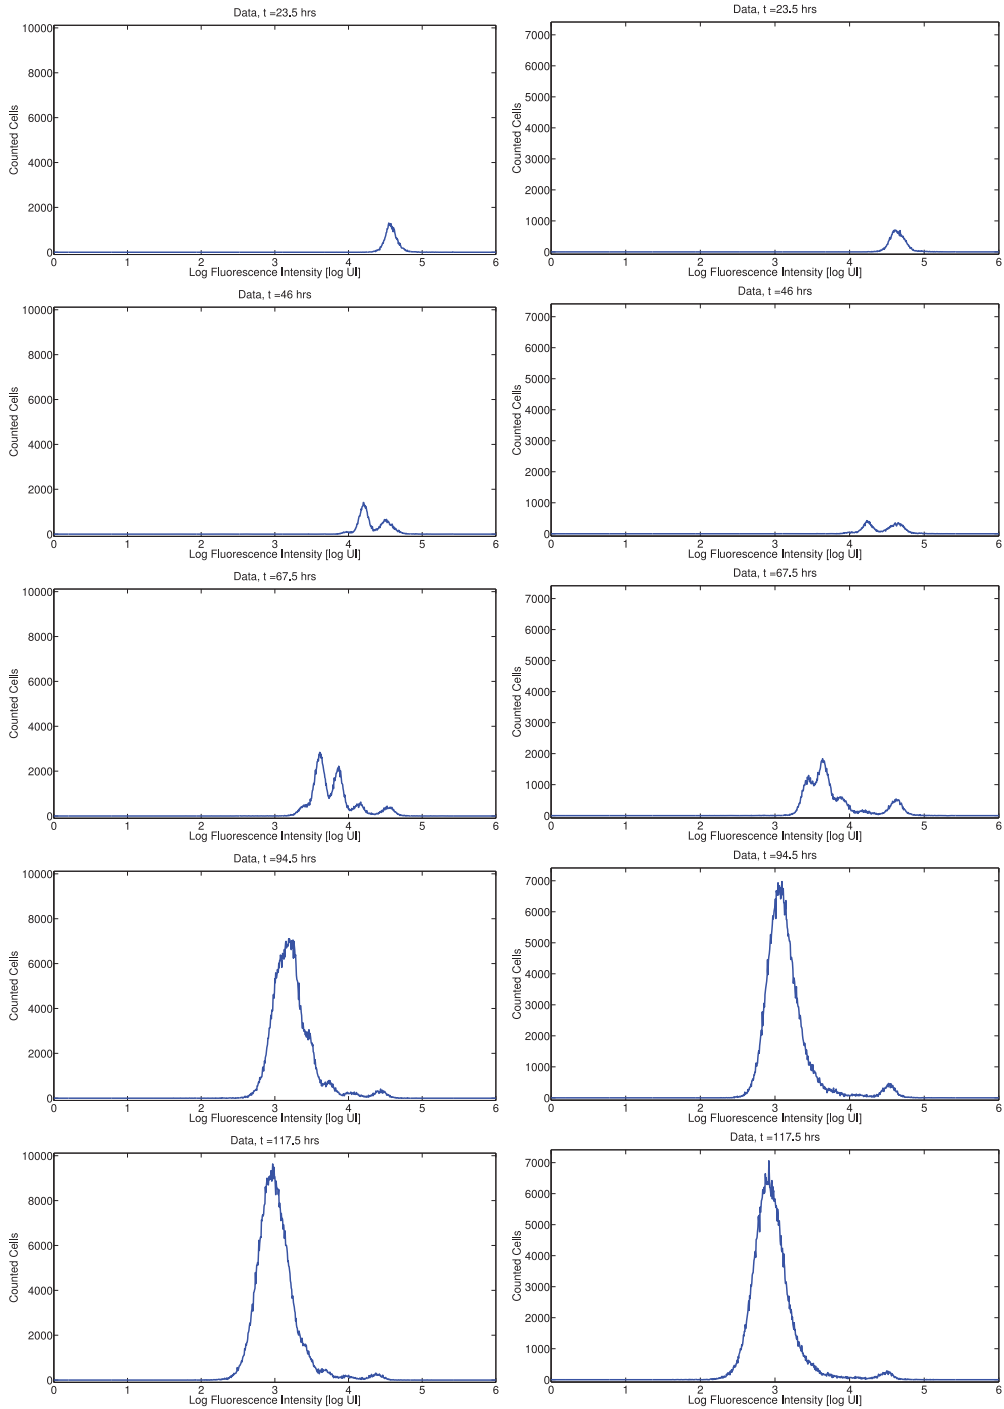 Data, t =23.5 hrs
10000
8000
6000
4000
2000
0
Counted Cells
0 1 2 3 4 5 6
Log Fluorescence Intensity [log UI]
Data, t =23.5 hrs
7000
6000
5000
4000
3000
2000
1000
0
Counted Cells
0 1 2 3 4 5 6
Log Fluorescence Intensity [log UI]
Data, t =46 hrs
10000
8000
6000
4000
2000
0
Counted Cells
0 1 2 3 4 5 6
Log Fluorescence Intensity [log UI]
Data, t =46 hrs
7000
6000
5000
4000
3000
2000
1000
0
Counted Cells
0 1 2 3 4 5 6
Log Fluorescence Intensity [log UI]
Data, t =67.5 hrs
10000
8000
6000
4000
2000
0
Counted Cells
0 1 2 3 4 5 6
Log Fluorescence Intensity [log UI]
Data, t =67.5 hrs
7000
6000
5000
4000
3000
2000
1000
0
Counted Cells
0 1 2 3 4 5 6
Log Fluorescence Intensity [log UI]
Data, t =94.5 hrs
10000
8000
6000
4000
2000
0
Counted Cells
0 1 2 3 4 5 6
Log Fluorescence Intensity [log UI]
Data, t =94.5 hrs
7000
6000
5000
4000
3000
2000
1000
0
Counted Cells
0 1 2 3 4 5 6
Log Fluorescence Intensity [log UI]
Data, t =117.5 hrs
10000
8000
6000
4000
2000
0
Counted Cells
0 1 2 3 4 5 6
Log Fluorescence Intensity [log UI]
Data, t =117.5 hrs
7000
6000
5000
4000
3000
2000
1000
0
Counted Cells
0 1 2 3 4 5 6
Log Fluorescence Intensity [log UI]